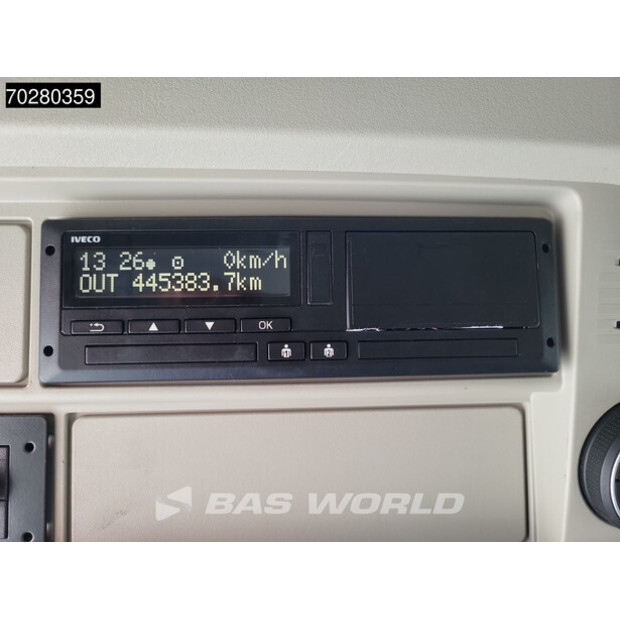 70280359
IVECO
13 26 0km/h
OUT 445383.7km
OK
BAS WORLD